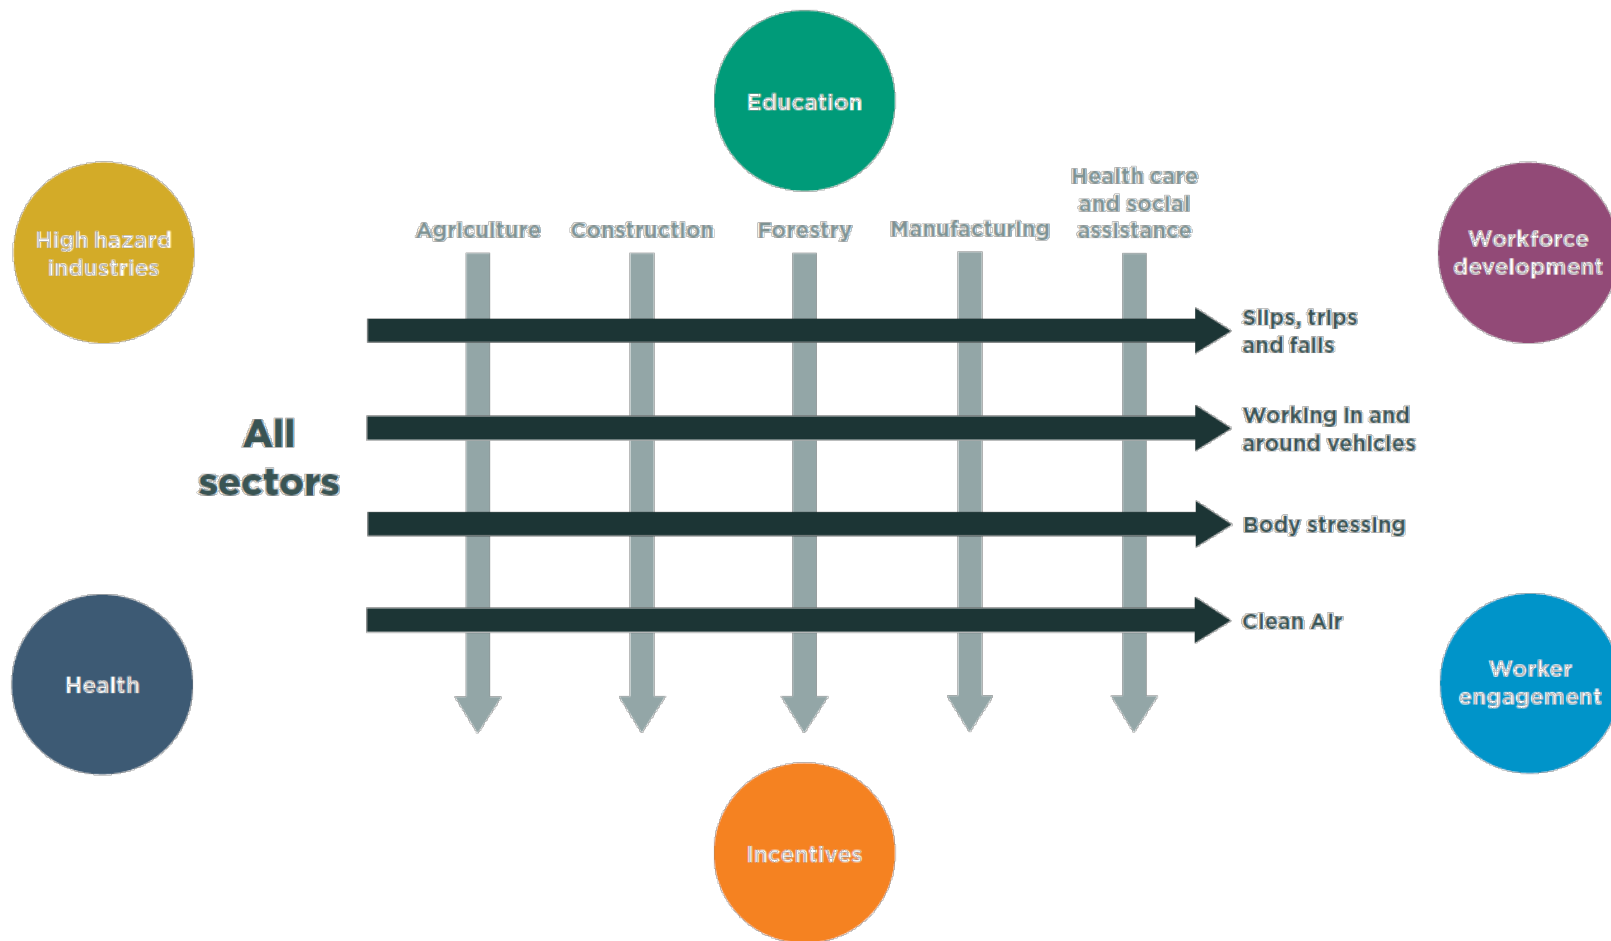 Education
High hazard
industries
Workforce
development
Agriculture
Construction
Forestry
Manufacturing
Health care
and social
assistance
All
sectors
Slips, trips
and falls
Working in and
around vehicles
Body stressing
Clean Air
Health
Worker
engagement
Incentives